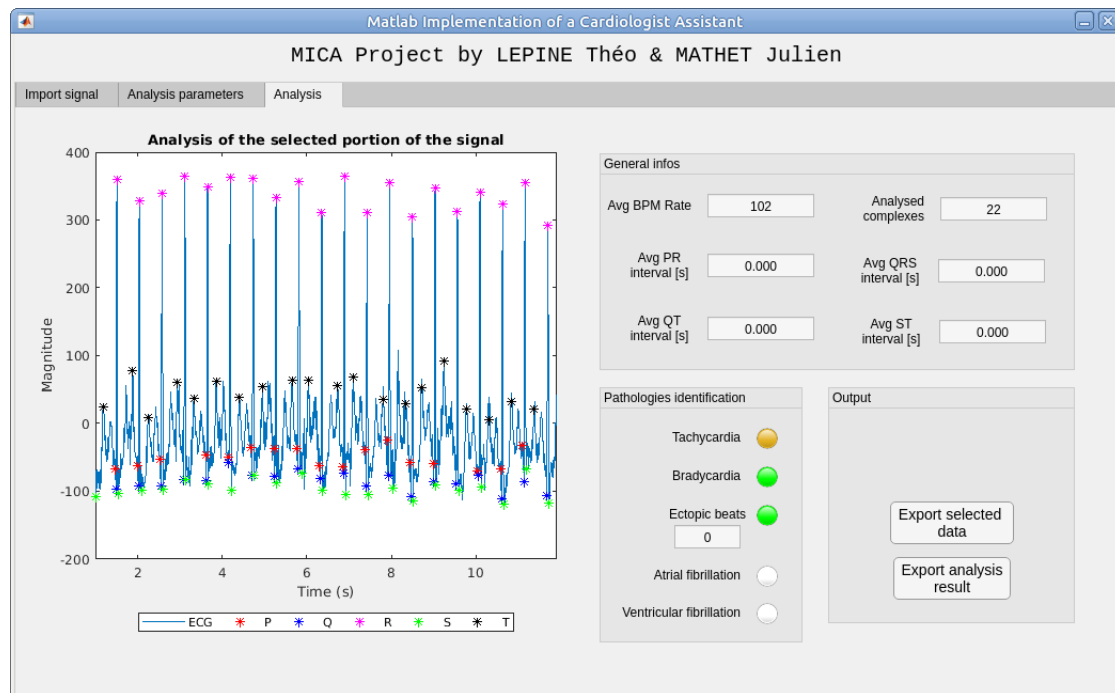 Matlab Implementation of a Cardiologist Assistant
MICA Project by LEPINE Théo & MATHET Julien
Import signal
Analysis parameters
Analysis
Analysis of the selected portion of the signal
400
300
200
100
0
-100
-200
Magnitude
2
4
6
8
10
Time (s)
ECG
P
Q
R
S
T
General infos
Avg BPM Rate
102
Analysed
complexes
22
Avg PR
interval [s]
0.000
Avg QRS
interval [s]
0.000
Avg QT
interval [s]
0.000
Avg ST
interval [s]
0.000
Pathologies identification
Tachycardia
Bradycardia
Ectopic beats
0
Atrial fibrillation
Ventricular fibrillation
Output
Export selected
data
Export analysis
result